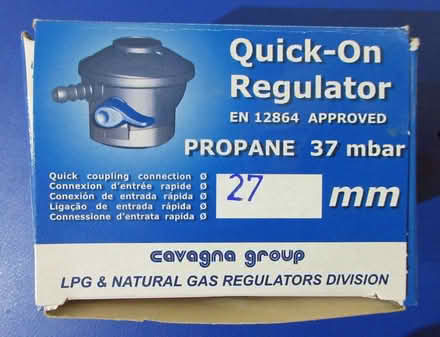 Quick-On
Regulator
EN 12864 APPROVED
PROPANE 37 mbar
Quick coupling connection Ø
Connexion d'entrée rapide Ø
Conexión de entrada rápida Ø
Ligação de entrada rápida Ø
Connessione d'entrata rapida Ø
27 mm
cavagna group
LPG & NATURAL GAS REGULATORS DIVISION